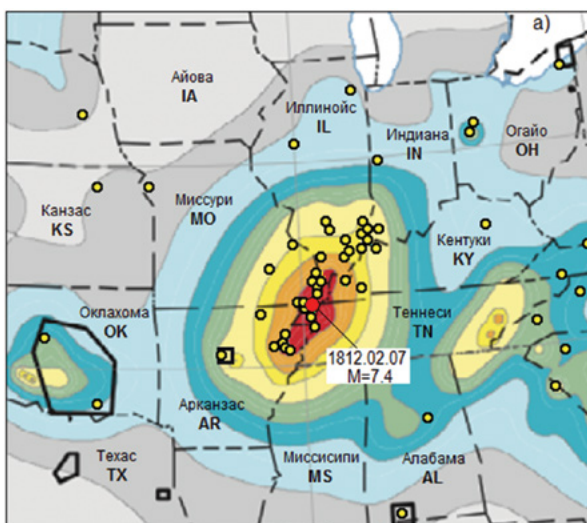 а)
Айова
IA
Иллинойс
IL
Индиана
IN
Огайо
OH
Миссури
MO
Канзас
KS
Кентуки
KY
Оклахома
OK
Теннеси
TN
1812.02.07
M=7.4
Арканзас
AR
Техас
TX
Миссисипи
MS
Алабама
AL